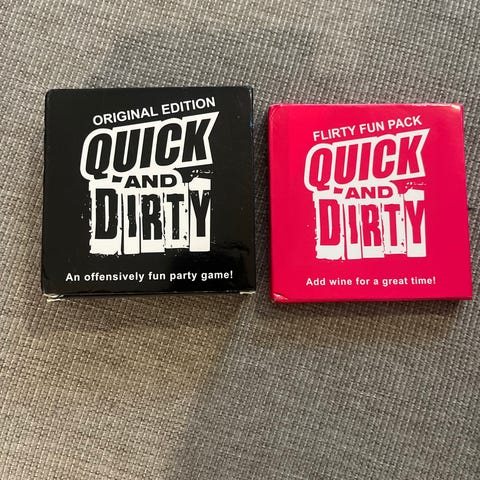 ORIGINAL EDITION
QUICK
AND
DIRTY
An offensively fun party game!
FLIRTY FUN PACK
QUICK
AND
DIRTY
Add wine for a great time!